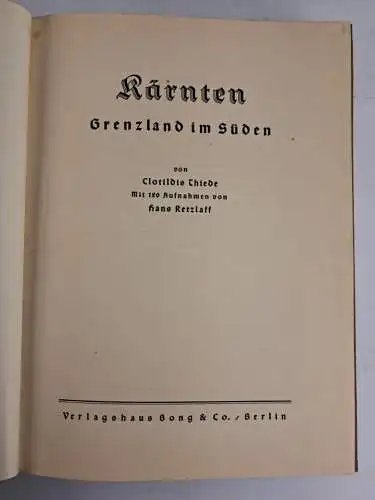 Kärnten
Grenzland im Süden
von
Clotildis Thiede
Mit 180 Aufnahmen von
Hans Retzlaff
Verlagshaus Bong & Co. / Berlin